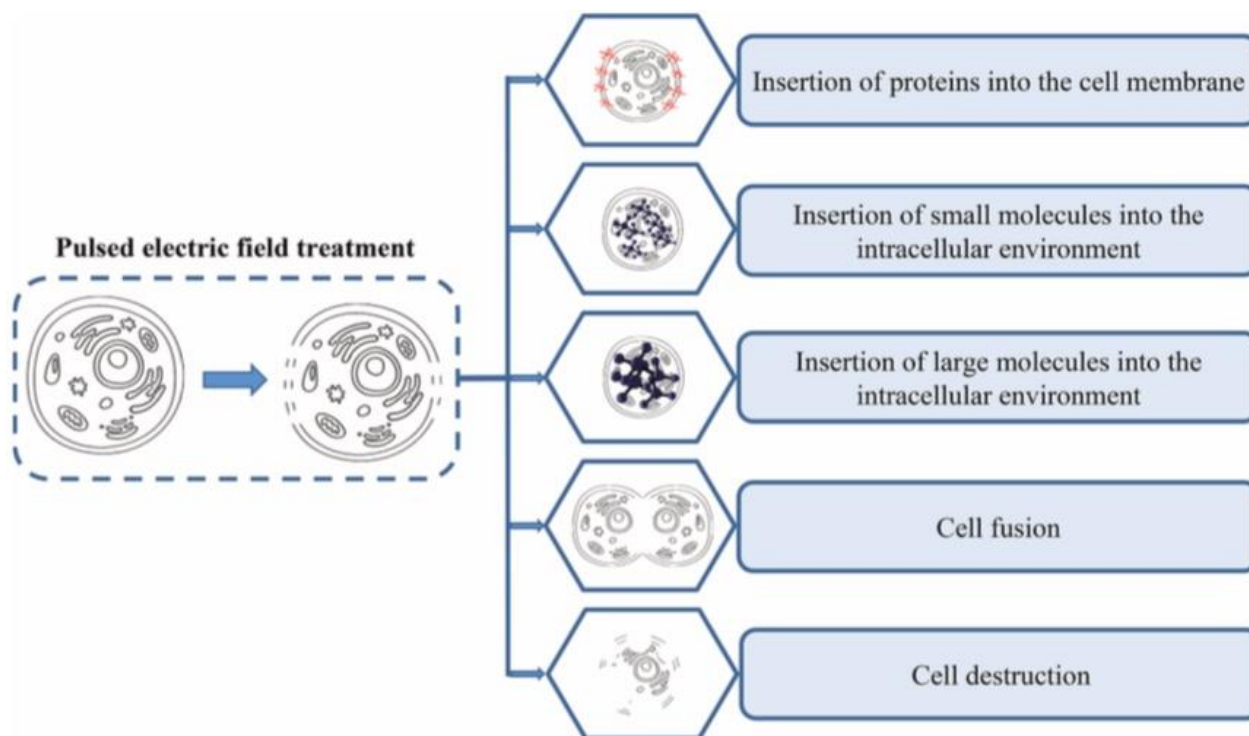 Pulsed electric field treatment
Insertion of proteins into the cell membrane
Insertion of small molecules into the
intracellular environment
Insertion of large molecules into the
intracellular environment
Cell fusion
Cell destruction